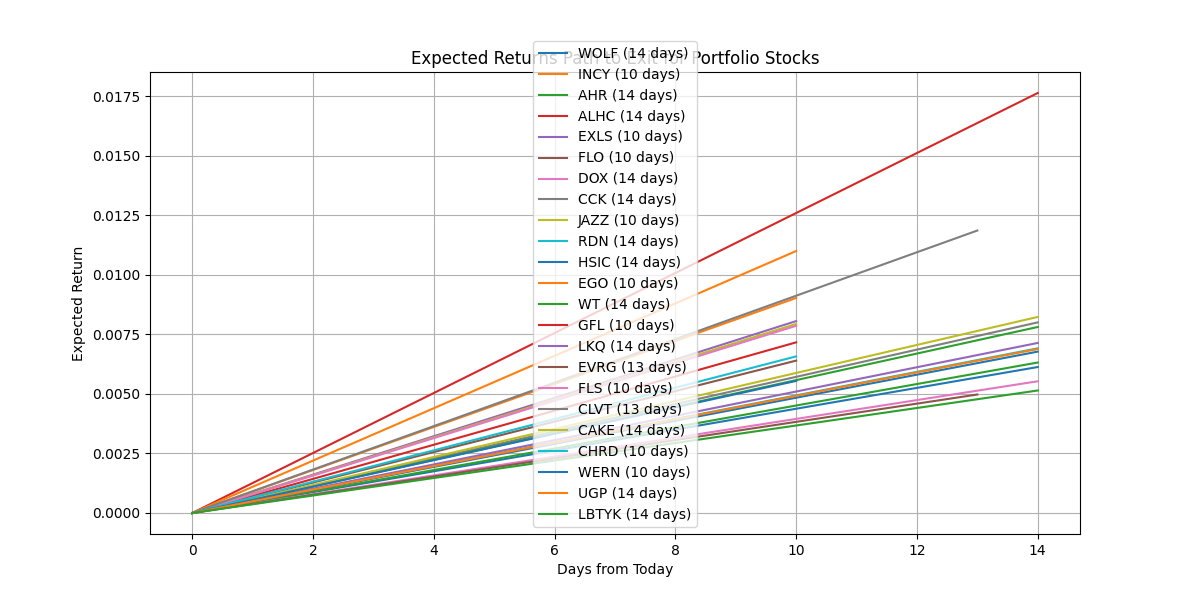 Expected Returns Path to Exit for Portfolio Stocks
WOLF (14 days)
INCY (10 days)
AHR (14 days)
ALHC (14 days)
EXLS (10 days)
FLO (10 days)
DOX (14 days)
CCK (14 days)
JAZZ (10 days)
RDN (14 days)
HSIC (14 days)
EGO (10 days)
WT (14 days)
GFL (10 days)
LKQ (14 days)
EVRG (13 days)
FLS (10 days)
CLVT (13 days)
CAKE (14 days)
CHRD (10 days)
WERN (10 days)
UGP (14 days)
LBTYK (14 days)
Expected Return
0.0175
0.0150
0.0125
0.0100
0.0075
0.0050
0.0025
0.0000
0 2 4 6 8 10 12 14
Days from Today